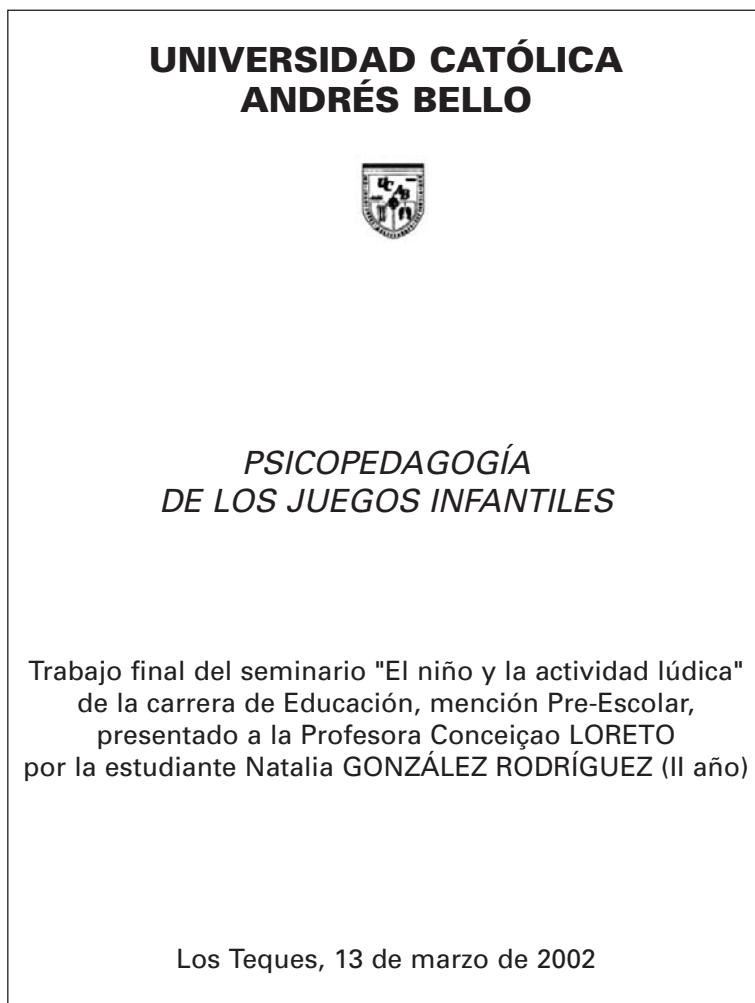 UNIVERSIDAD CATÓLICA
ANDRÉS BELLO
UC AB
PSICOPEDAGOGÍA
DE LOS JUEGOS INFANTILES
Trabajo final del seminario "El niño y la actividad lúdica"
de la carrera de Educación, mención Pre-Escolar,
presentado a la Profesora Conceiçao LORETO
por la estudiante Natalia GONZÁLEZ RODRÍGUEZ (II año)
Los Teques, 13 de marzo de 2002